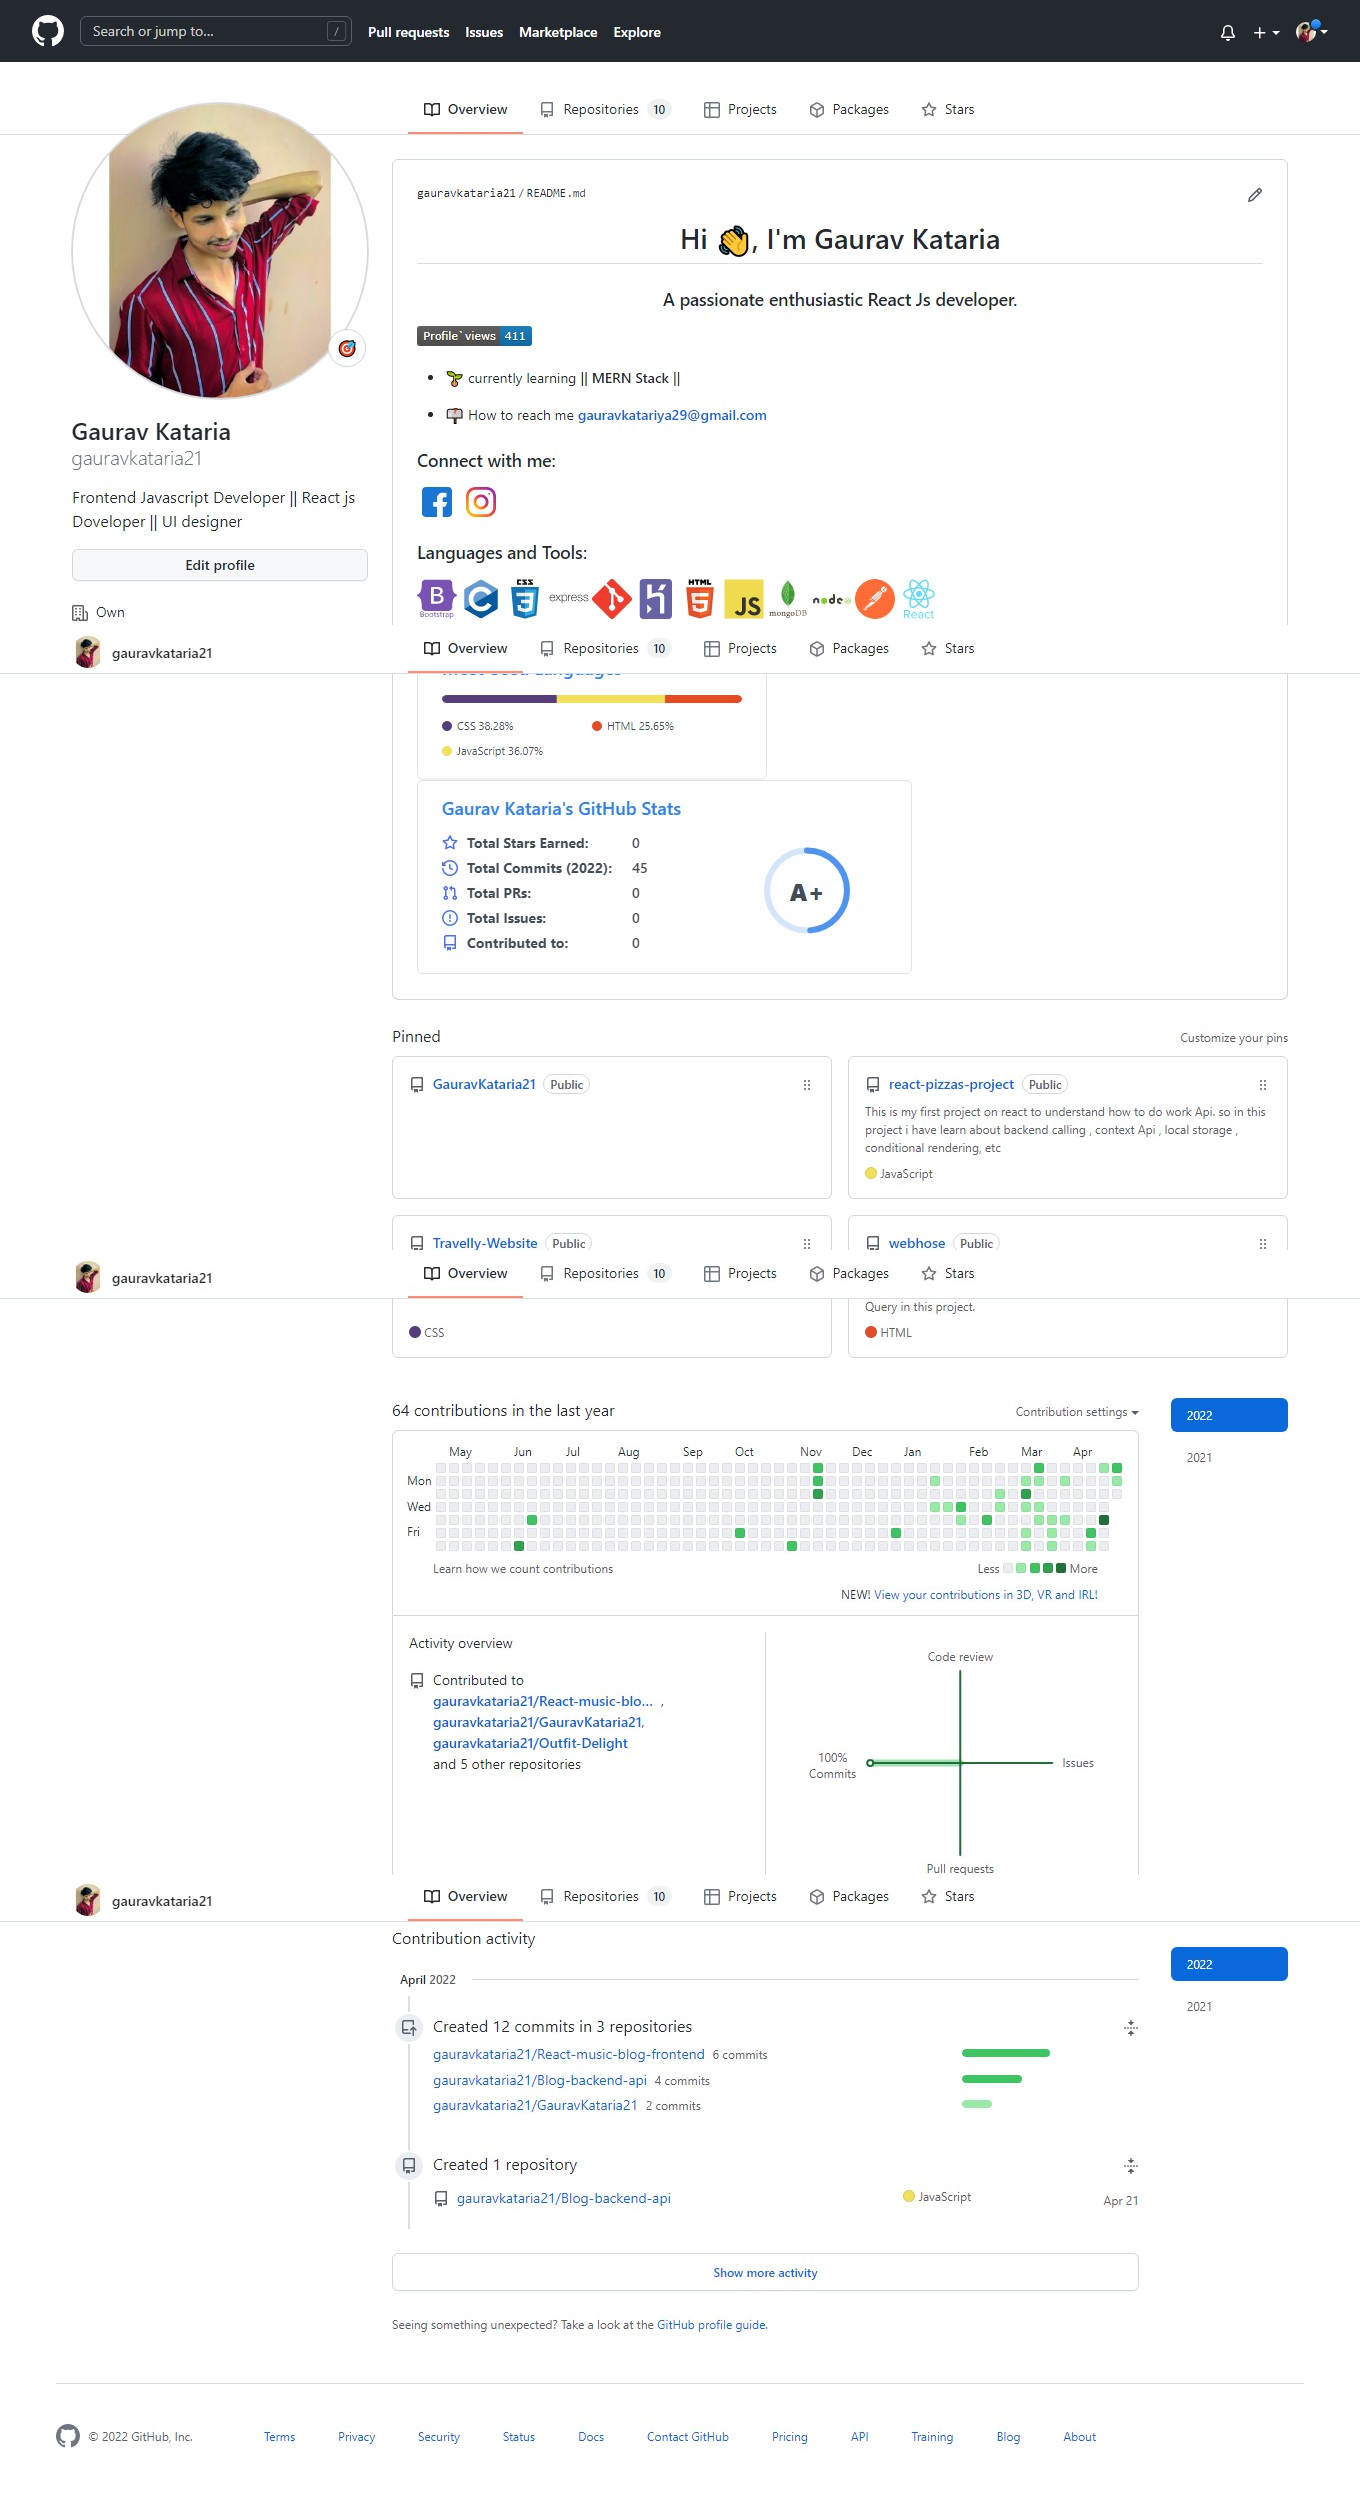 Search or jump to...
/
Pull requests Issues Marketplace Explore
Overview Repositories 10 Projects Packages Stars
gauravkataria21/README.md
Hi 👋, I'm Gaurav Kataria
A passionate enthusiastic React Js developer.
Profile`views 411
currently learning || MERN Stack ||
How to reach me gauravkatariya29@gmail.com
Connect with me:
Languages and Tools:
B Bootstrap C CSS 3 express HTML 5 JS mongoDB node React
Gaurav Kataria
gauravkataria21
Frontend Javascript Developer || React js
Doveloper || UI designer
Edit profile
Own
gauravkataria21
Overview Repositories 10 Projects Packages Stars
Most Used Languages
CSS 38.28% HTML 25.65%
JavaScript 36.07%
Gaurav Kataria's GitHub Stats
Total Stars Earned: 0
Total Commits (2022): 45
Total PRs: 0
Total Issues: 0
Contributed to: 0
A+
Pinned
Customize your pins
GauravKataria21 Public
react-pizzas-project Public
This is my first project on react to understand how to do work Api. so in this
project i have learn about backend calling , context Api , local storage ,
conditional rendering, etc
JavaScript
Travelly-Website Public
webhose Public
gauravkataria21
Overview Repositories 10 Projects Packages Stars
Query in this project.
CSS
HTML
64 contributions in the last year
Contribution settings
2022
2021
May Jun Jul Aug Sep Oct Nov Dec Jan Feb Mar Apr
Mon
Wed
Fri
Learn how we count contributions
Less More
NEW! View your contributions in 3D, VR and IRL!
Activity overview
Contributed to
gauravkataria21/React-music-blo... ,
gauravkataria21/GauravKataria21,
gauravkataria21/Outfit-Delight
and 5 other repositories
Code review
100%
Commits
Issues
Pull requests
gauravkataria21
Overview Repositories 10 Projects Packages Stars
Contribution activity
2022
2021
April 2022
Created 12 commits in 3 repositories
gauravkataria21/React-music-blog-frontend 6 commits
gauravkataria21/Blog-backend-api 4 commits
gauravkataria21/GauravKataria21 2 commits
Created 1 repository
gauravkataria21/Blog-backend-api JavaScript Apr 21
Show more activity
Seeing something unexpected? Take a look at the GitHub profile guide.
© 2022 GitHub, Inc. Terms Privacy Security Status Docs Contact GitHub Pricing API Training Blog About